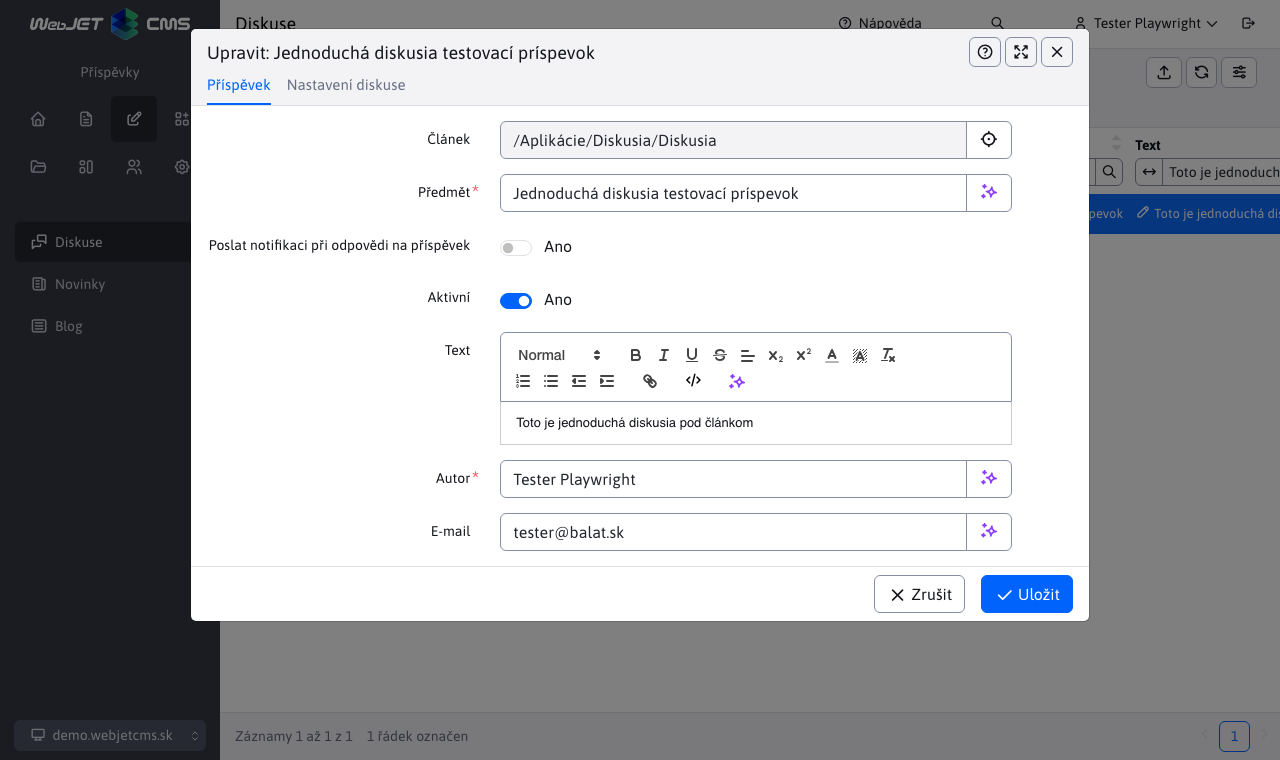 WebJET CMS
Diskuse
Nápověda
Tester Playwright
Příspěvky
Diskuse
Novinky
Blog
demo.webjetcms.sk
Upravit: Jednoduchá diskusia testovací príspevok
Příspěvek
Nastavení diskuse
Článek
/Aplikácie/Diskusia/Diskusia
Předmět*
Jednoduchá diskusia testovací príspevok
Poslat notifikaci při odpovědi na příspěvek
Ano
Aktivní
Ano
Text
Normal
Toto je jednoduchá diskusia pod článkom
Autor*
Tester Playwright
E-mail
tester@balat.sk
Zrušit
Uložit
Text
Toto je jednoduch
pevok
Toto je jednoduchá dis
Záznamy 1 až 1 z 1
1 řádek označen
1